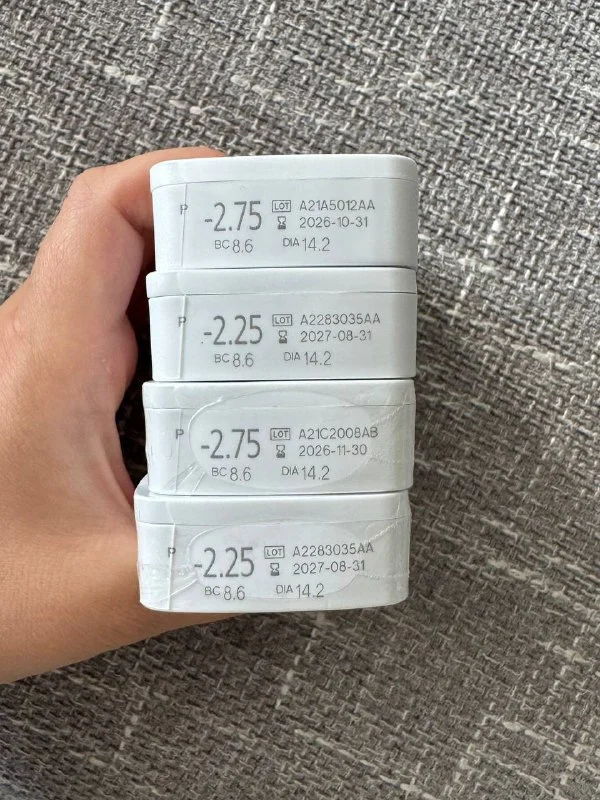 P -2.75 LOT A21A5012AA
2026-10-31
BC 8.6 DIA 14.2
P -2.25 LOT A2283035AA
2027-08-31
BC 8.6 DIA 14.2
P -2.75 LOT A21C2008AB
2026-11-30
BC 8.6 DIA 14.2
P -2.25 LOT A2283035AA
2027-08-31
BC 8.6 DIA 14.2